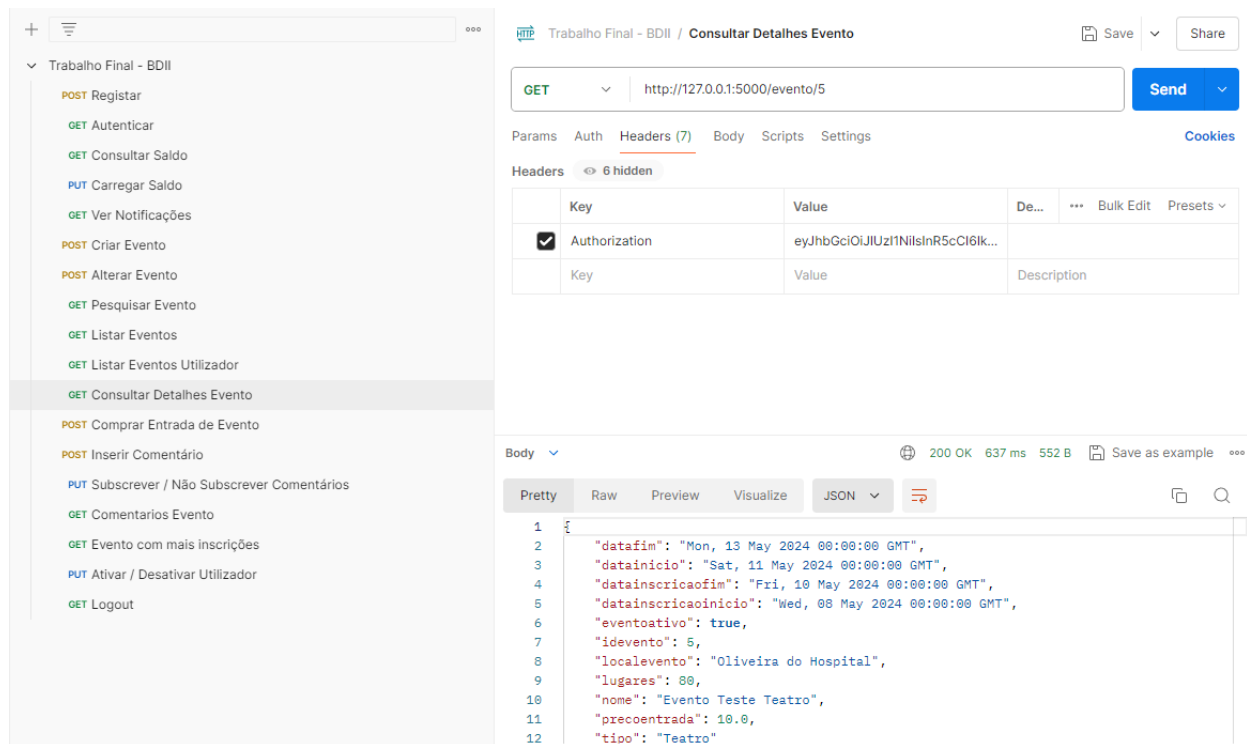 Trabalho Final - BDII
POST Registar
GET Autenticar
GET Consultar Saldo
PUT Carregar Saldo
GET Ver Notificações
POST Criar Evento
POST Alterar Evento
GET Pesquisar Evento
GET Listar Eventos
GET Listar Eventos Utilizador
GET Consultar Detalhes Evento
POST Comprar Entrada de Evento
POST Inserir Comentário
PUT Subscrever / Não Subscrever Comentários
GET Comentarios Evento
GET Evento com mais inscrições
PUT Ativar / Desativar Utilizador
GET Logout
HTTP Trabalho Final - BDII / Consultar Detalhes Evento Save Share
GET http://127.0.0.1:5000/evento/5 Send
Params Auth Headers (7) Body Scripts Settings Cookies
Headers 6 hidden
Key Value De... Bulk Edit Presets
Authorization eyJhbGciOiJIUzI1NiIsInR5cCI6Ik...
Key Value Description
Body 200 OK 637 ms 552 B Save as example
Pretty Raw Preview Visualize JSON
1 {
2 "datafim": "Mon, 13 May 2024 00:00:00 GMT",
3 "datainicio": "Sat, 11 May 2024 00:00:00 GMT",
4 "datainscricaofim": "Fri, 10 May 2024 00:00:00 GMT",
5 "datainscricaoinicio": "Wed, 08 May 2024 00:00:00 GMT",
6 "eventoativo": true,
7 "idevento": 5,
8 "localevento": "Oliveira do Hospital",
9 "lugares": 80,
10 "nome": "Evento Teste Teatro",
11 "precoentrada": 10.0,
12 "tipo": "Teatro"